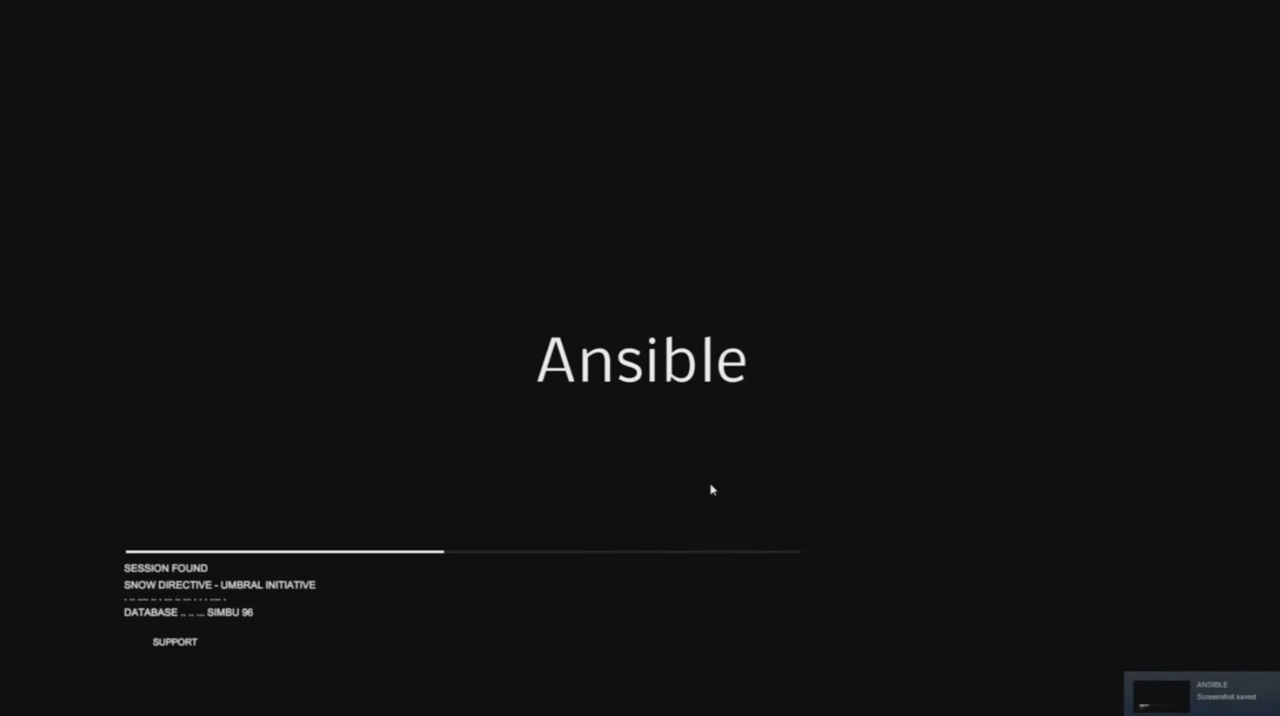 Ansible
SESSION FOUND
SNOW DIRECTIVE - UMBRAL INITIATIVE
DATABASE .. .. ... SIMBU 96
SUPPORT
ANSIBLE
Screenshot saved